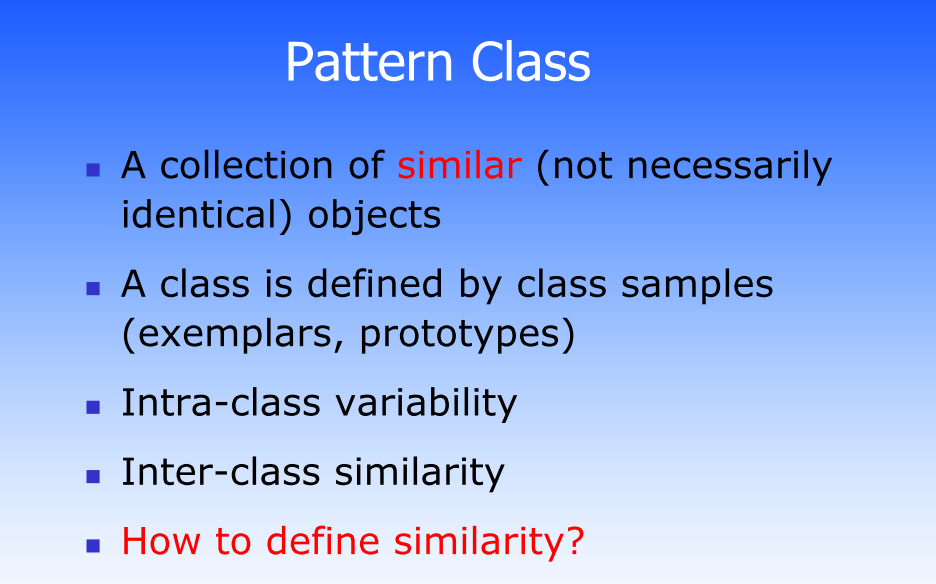 Pattern Class
A collection of similar (not necessarily
identical) objects
A class is defined by class samples
(exemplars, prototypes)
Intra-class variability
Inter-class similarity
How to define similarity?